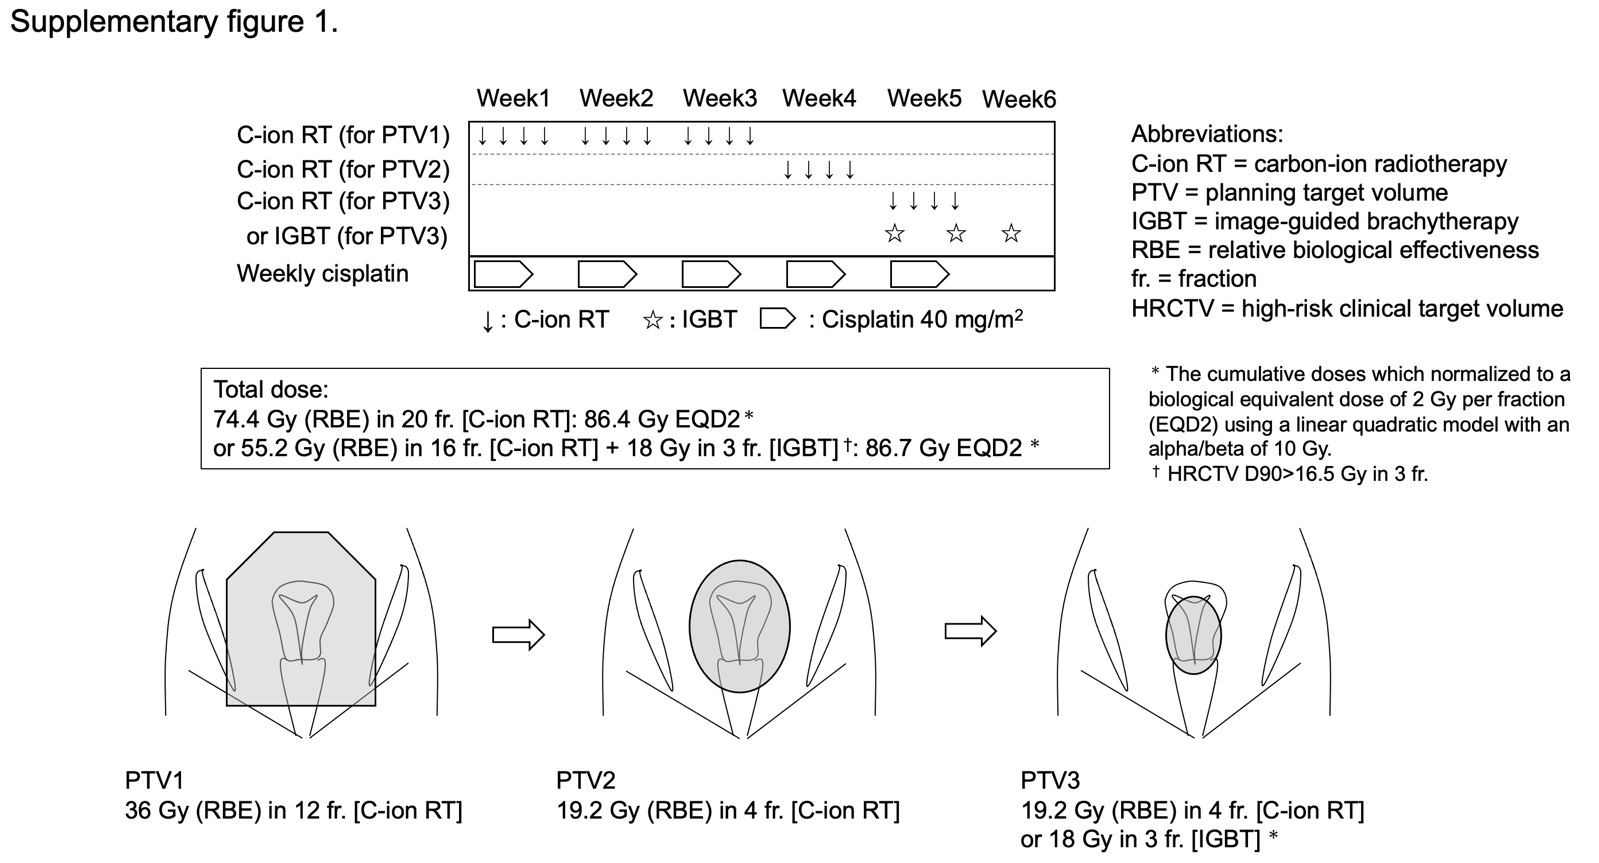 Supplementary figure 1.
Week1 Week2 Week3 Week4 Week5 Week6
C-ion RT (for PTV1) ↓ ↓ ↓ ↓ ↓ ↓ ↓ ↓ ↓ ↓ ↓ ↓
C-ion RT (for PTV2) ↓ ↓ ↓ ↓
C-ion RT (for PTV3) ↓ ↓ ↓ ↓
or IGBT (for PTV3) ☆ ☆ ☆
Weekly cisplatin
↓ : C-ion RT ☆ : IGBT : Cisplatin 40 mg/m²
Abbreviations:
C-ion RT = carbon-ion radiotherapy
PTV = planning target volume
IGBT = image-guided brachytherapy
RBE = relative biological effectiveness
fr. = fraction
HRCTV = high-risk clinical target volume
Total dose:
74.4 Gy (RBE) in 20 fr. [C-ion RT]: 86.4 Gy EQD2 *
or 55.2 Gy (RBE) in 16 fr. [C-ion RT] + 18 Gy in 3 fr. [IGBT] †: 86.7 Gy EQD2 *
* The cumulative doses which normalized to a
biological equivalent dose of 2 Gy per fraction
(EQD2) using a linear quadratic model with an
alpha/beta of 10 Gy.
† HRCTV D90>16.5 Gy in 3 fr.
PTV1
36 Gy (RBE) in 12 fr. [C-ion RT]
PTV2
19.2 Gy (RBE) in 4 fr. [C-ion RT]
PTV3
19.2 Gy (RBE) in 4 fr. [C-ion RT]
or 18 Gy in 3 fr. [IGBT] *